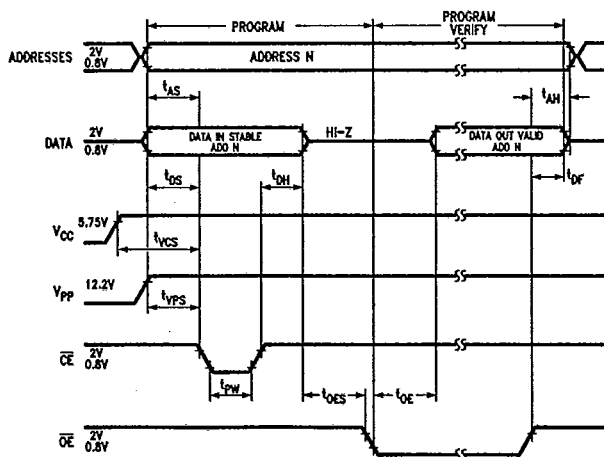 PROGRAM
PROGRAM
VERIFY
ADDRESSES
2V
0.8V
ADDRESS N
tAS
tAH
DATA
2V
0.8V
DATA IN STABLE
ADD N
HI-Z
DATA OUT VALID
ADD N
tDS
tDH
tDF
VCC
5.75V
tVCS
VPP
12.2V
tVPS
CE
2V
0.8V
tPW
tOES
tOE
OE
2V
0.8V